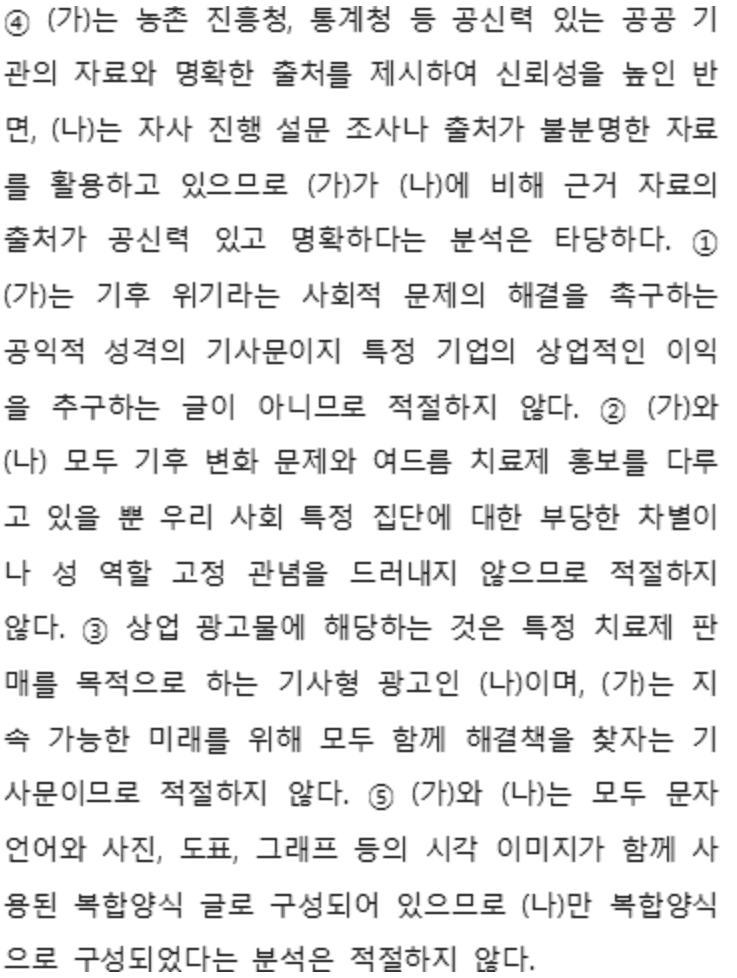 ④ (가)는 농촌 진흥청, 통계청 등 공신력 있는 공공 기
관의 자료와 명확한 출처를 제시하여 신뢰성을 높인 반
면, (나)는 자사 진행 설문 조사나 출처가 불분명한 자료
를 활용하고 있으므로 (가)가 (나)에 비해 근거 자료의
출처가 공신력 있고 명확하다는 분석은 타당하다. ①
(가)는 기후 위기라는 사회적 문제의 해결을 촉구하는
공익적 성격의 기사문이지 특정 기업의 상업적인 이익
을 추구하는 글이 아니므로 적절하지 않다. ② (가)와
(나) 모두 기후 변화 문제와 여드름 치료제 홍보를 다루
고 있을 뿐 우리 사회 특정 집단에 대한 부당한 차별이
나 성 역할 고정 관념을 드러내지 않으므로 적절하지
않다. ③ 상업 광고물에 해당하는 것은 특정 치료제 판
매를 목적으로 하는 기사형 광고인 (나)이며, (가)는 지
속 가능한 미래를 위해 모두 함께 해결책을 찾자는 기
사문이므로 적절하지 않다. ⑤ (가)와 (나)는 모두 문자
언어와 사진, 도표, 그래프 등의 시각 이미지가 함께 사
용된 복합양식 글로 구성되어 있으므로 (나)만 복합양식
으로 구성되었다는 분석은 적절하지 않다.